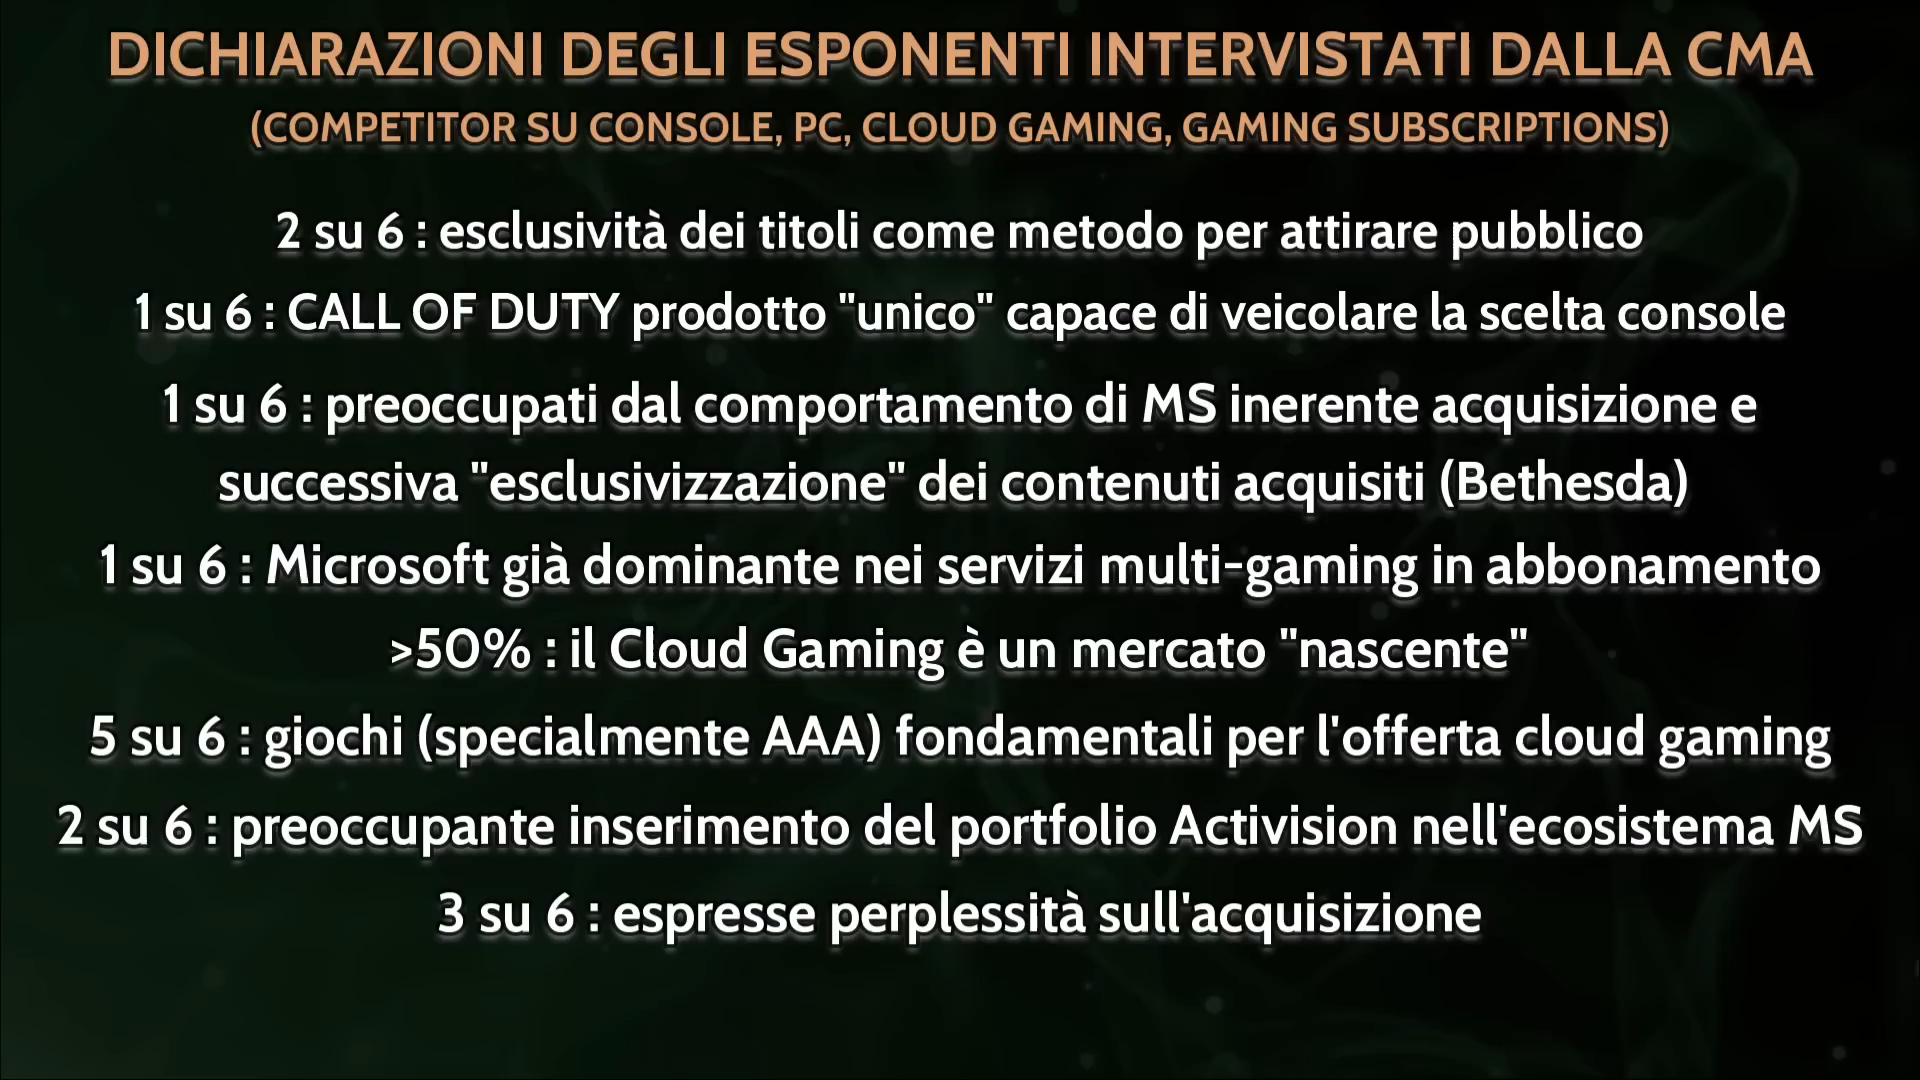 DICHIARAZIONI DEGLI ESPONENTI INTERVISTATI DALLA CMA
(COMPETITOR SU CONSOLE, PC, CLOUD GAMING, GAMING SUBSCRIPTIONS)
2 su 6 : esclusività dei titoli come metodo per attirare pubblico
1 su 6 : CALL OF DUTY prodotto "unico" capace di veicolare la scelta console
1 su 6 : preoccupati dal comportamento di MS inerente acquisizione e
successiva "esclusivizzazione" dei contenuti acquisiti (Bethesda)
1 su 6 : Microsoft già dominante nei servizi multi-gaming in abbonamento
>50% : il Cloud Gaming è un mercato "nascente"
5 su 6 : giochi (specialmente AAA) fondamentali per l'offerta cloud gaming
2 su 6 : preoccupante inserimento del portfolio Activision nell'ecosistema MS
3 su 6 : espresse perplessità sull'acquisizione